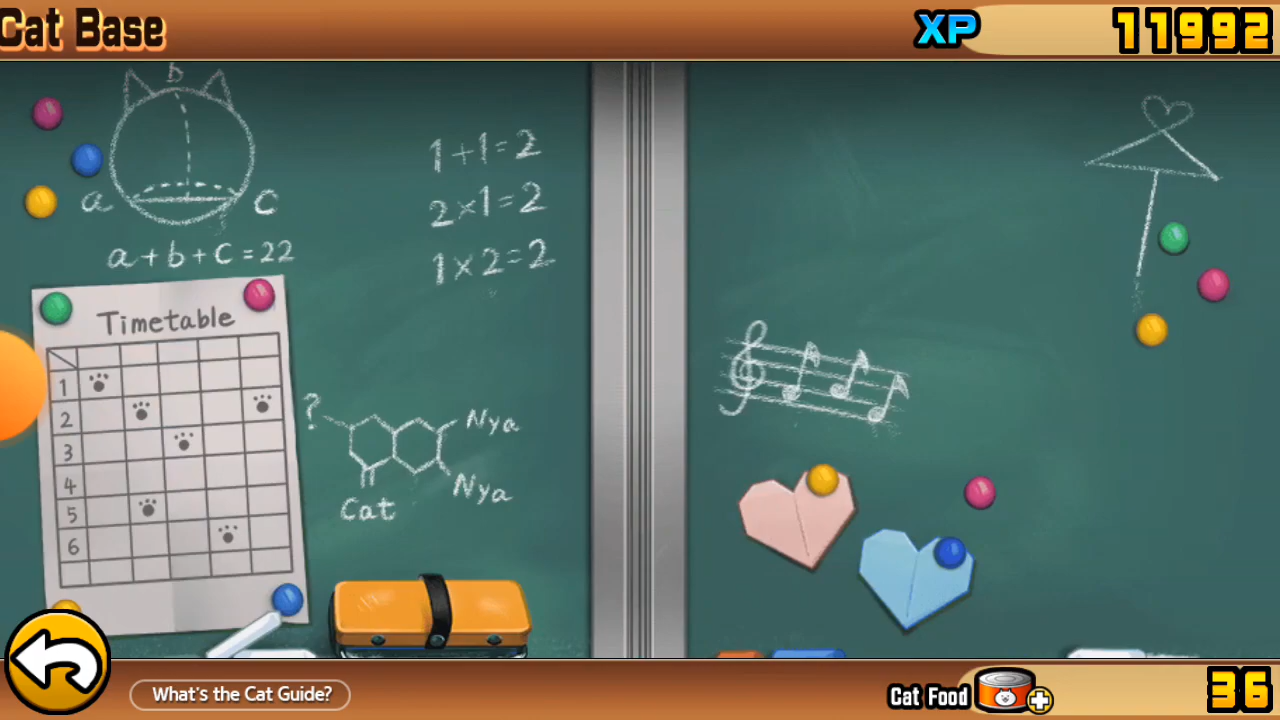 Cat Base
XP 11992
b
a
c
a+b+c=22
1+1=2
2×1=2
1×2=2
Timetable
1
2
3
4
5
6
?
Nya
Nya
Cat
What's the Cat Guide?
Cat Food
36